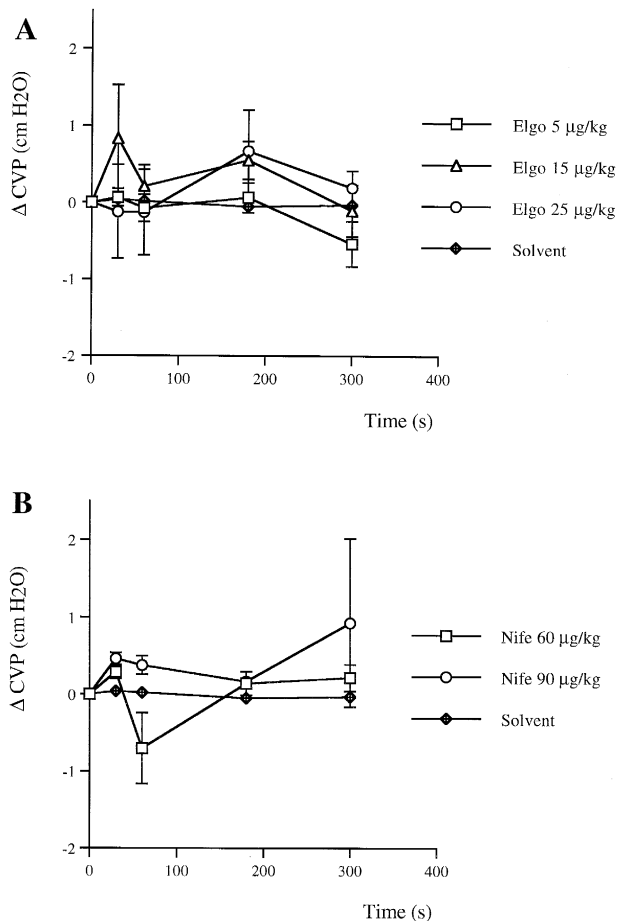 A
Δ CVP (cm H2O)
2
1
0
-1
-2
0 100 200 300 400
Time (s)
Elgo 5 µg/kg
Elgo 15 µg/kg
Elgo 25 µg/kg
Solvent
B
Δ CVP (cm H2O)
2
1
0
-1
-2
0 100 200 300 400
Time (s)
Nife 60 µg/kg
Nife 90 µg/kg
Solvent